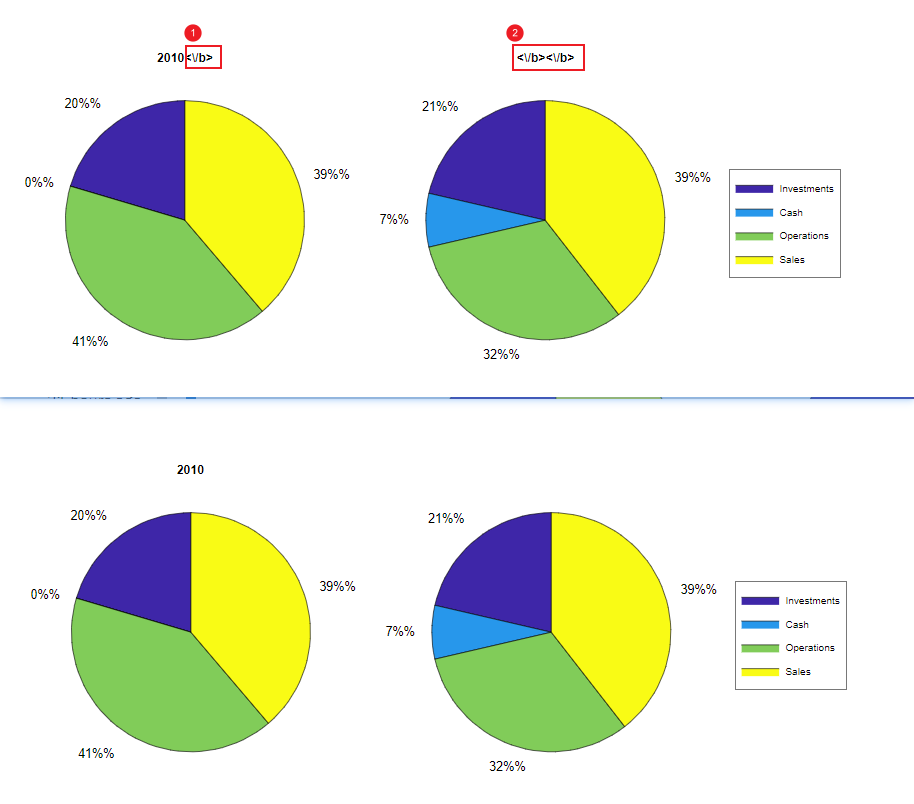 1 2
2010<\/b> <\/b><\/b>
20%% 21%%
39%% 39%%
0%% 7%%
Investments
Cash
Operations
Sales
41%% 32%%
2010
20%% 21%%
39%% 39%%
0%% 7%%
Investments
Cash
Operations
Sales
41%% 32%%